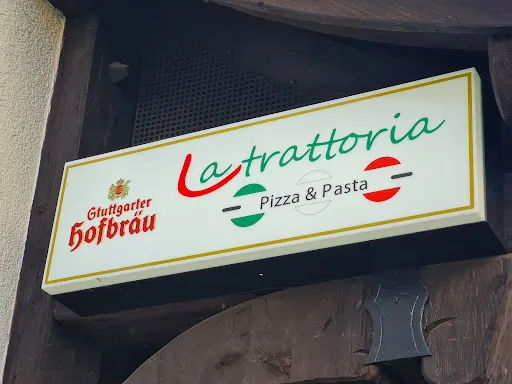 Stuttgarter
Hofbräu
La trattoria
Pizza & Pasta